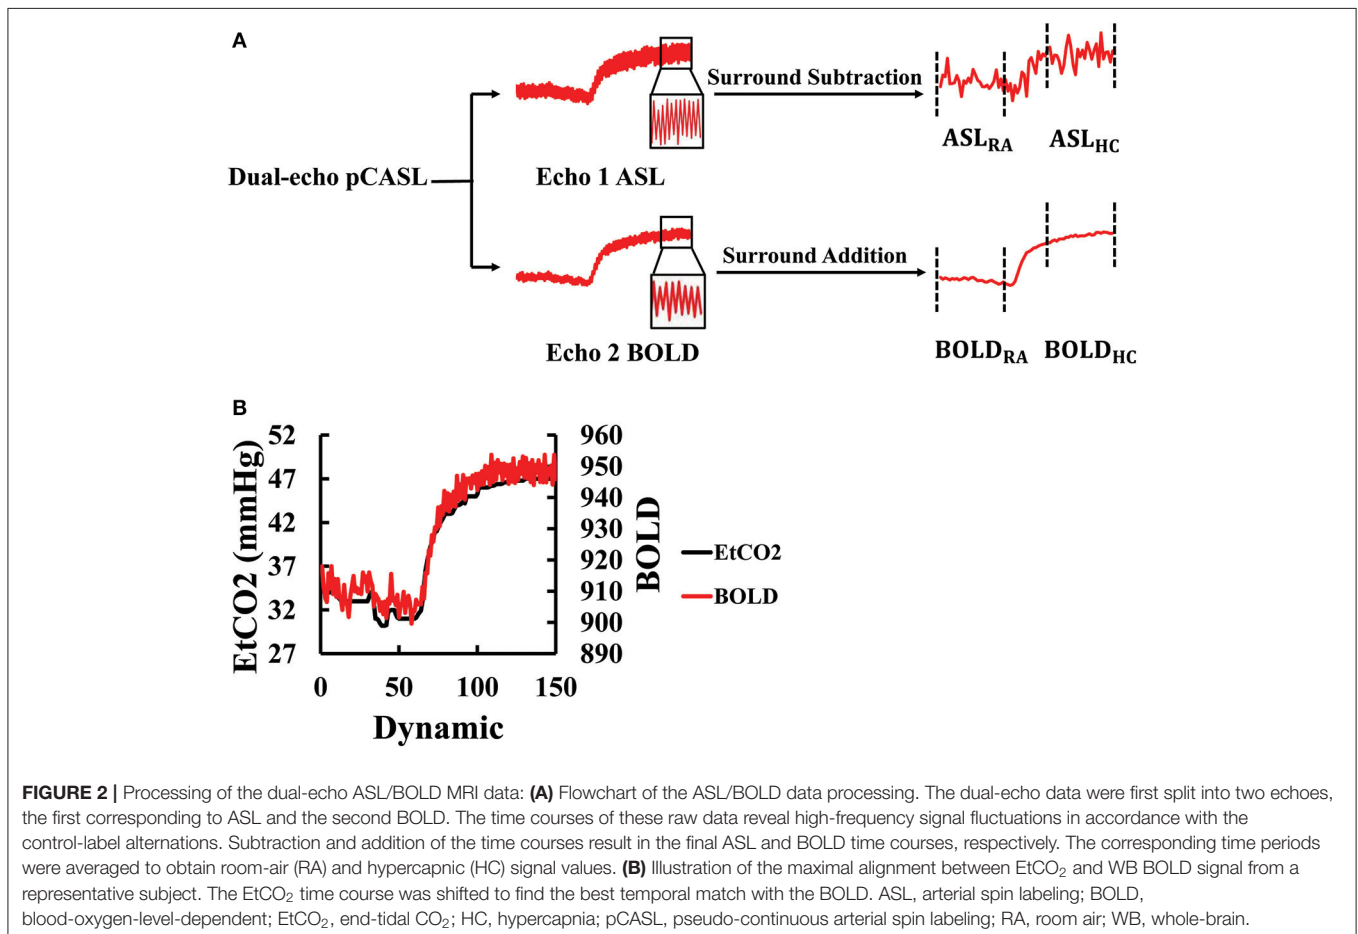 A
Surround Subtraction
ASL_RA ASL_HC
Dual-echo pCASL
Echo 1 ASL
Surround Addition
Echo 2 BOLD
BOLD_RA BOLD_HC
B
EtCO2 (mmHg)
52
47
42
37
32
27
960
950
940
930
920
910
900
890
BOLD
0 50 100 150
Dynamic
EtCO2
BOLD
FIGURE 2 | Processing of the dual-echo ASL/BOLD MRI data: (A) Flowchart of the ASL/BOLD data processing. The dual-echo data were first split into two echoes,
the first corresponding to ASL and the second BOLD. The time courses of these raw data reveal high-frequency signal fluctuations in accordance with the
control-label alternations. Subtraction and addition of the time courses result in the final ASL and BOLD time courses, respectively. The corresponding time periods
were averaged to obtain room-air (RA) and hypercapnic (HC) signal values. (B) Illustration of the maximal alignment between EtCO₂ and WB BOLD signal from a
representative subject. The EtCO₂ time course was shifted to find the best temporal match with the BOLD. ASL, arterial spin labeling; BOLD,
blood-oxygen-level-dependent; EtCO₂, end-tidal CO₂; HC, hypercapnia; pCASL, pseudo-continuous arterial spin labeling; RA, room air; WB, whole-brain.